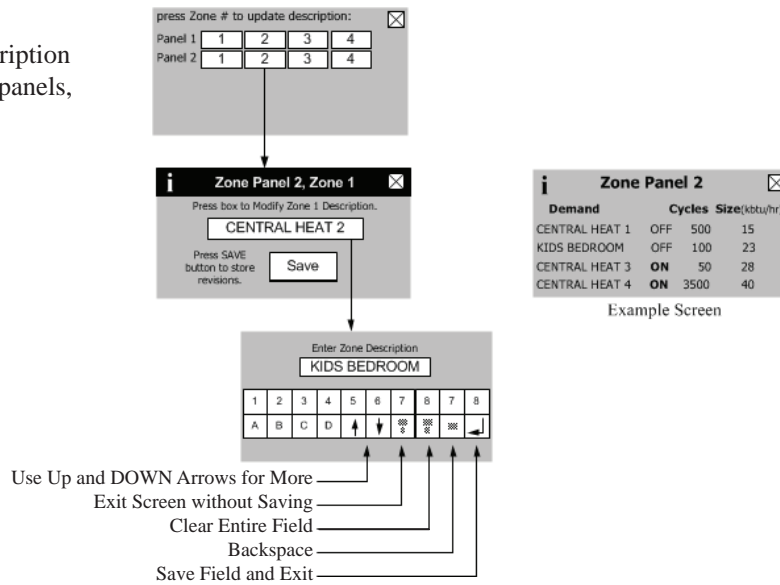 ription
panels,
press Zone # to update description:
Panel 1 1 2 3 4
Panel 2 1 2 3 4
i Zone Panel 2, Zone 1
Press box to Modify Zone 1 Description.
CENTRAL HEAT 2
Press SAVE
button to store
revisions.
Save
i Zone Panel 2
Demand Cycles Size(kbtu/hr)
CENTRAL HEAT 1 OFF 500 15
KIDS BEDROOM OFF 100 23
CENTRAL HEAT 3 ON 50 28
CENTRAL HEAT 4 ON 3500 40
Example Screen
Enter Zone Description
KIDS BEDROOM
1 2 3 4 5 6 7 8 7 8
A B C D
Use Up and DOWN Arrows for More
Exit Screen without Saving
Clear Entire Field
Backspace
Save Field and Exit